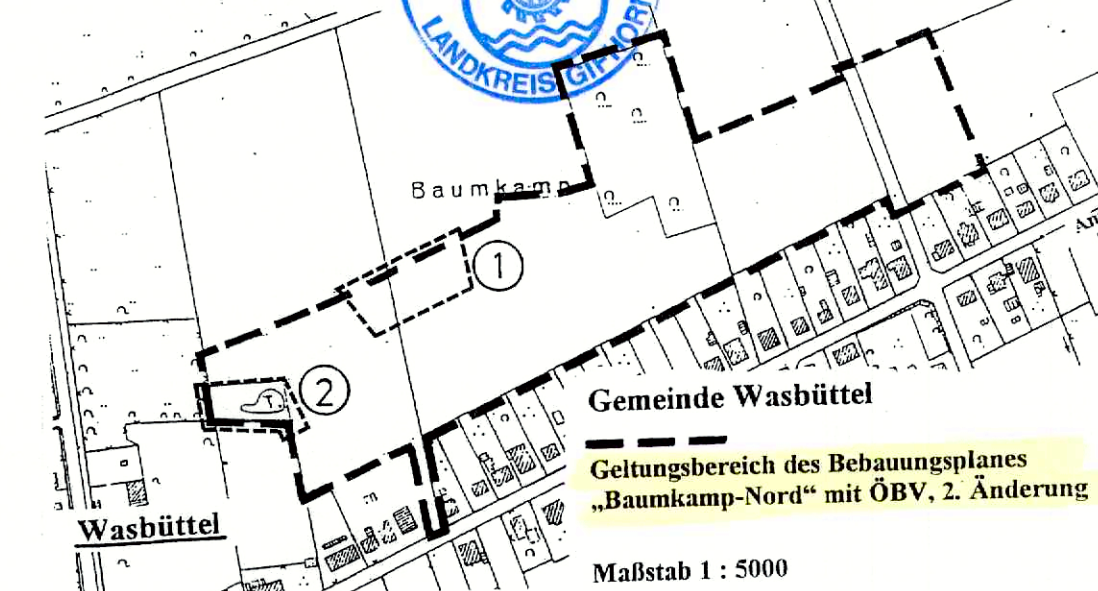 LANDKREIS GIFHORN
Baumkamp
1
2
T
Wasbüttel
Gemeinde Wasbüttel
Geltungsbereich des Bebauungsplanes
„Baumkamp-Nord“ mit ÖBV, 2. Änderung
Maßstab 1 : 5000